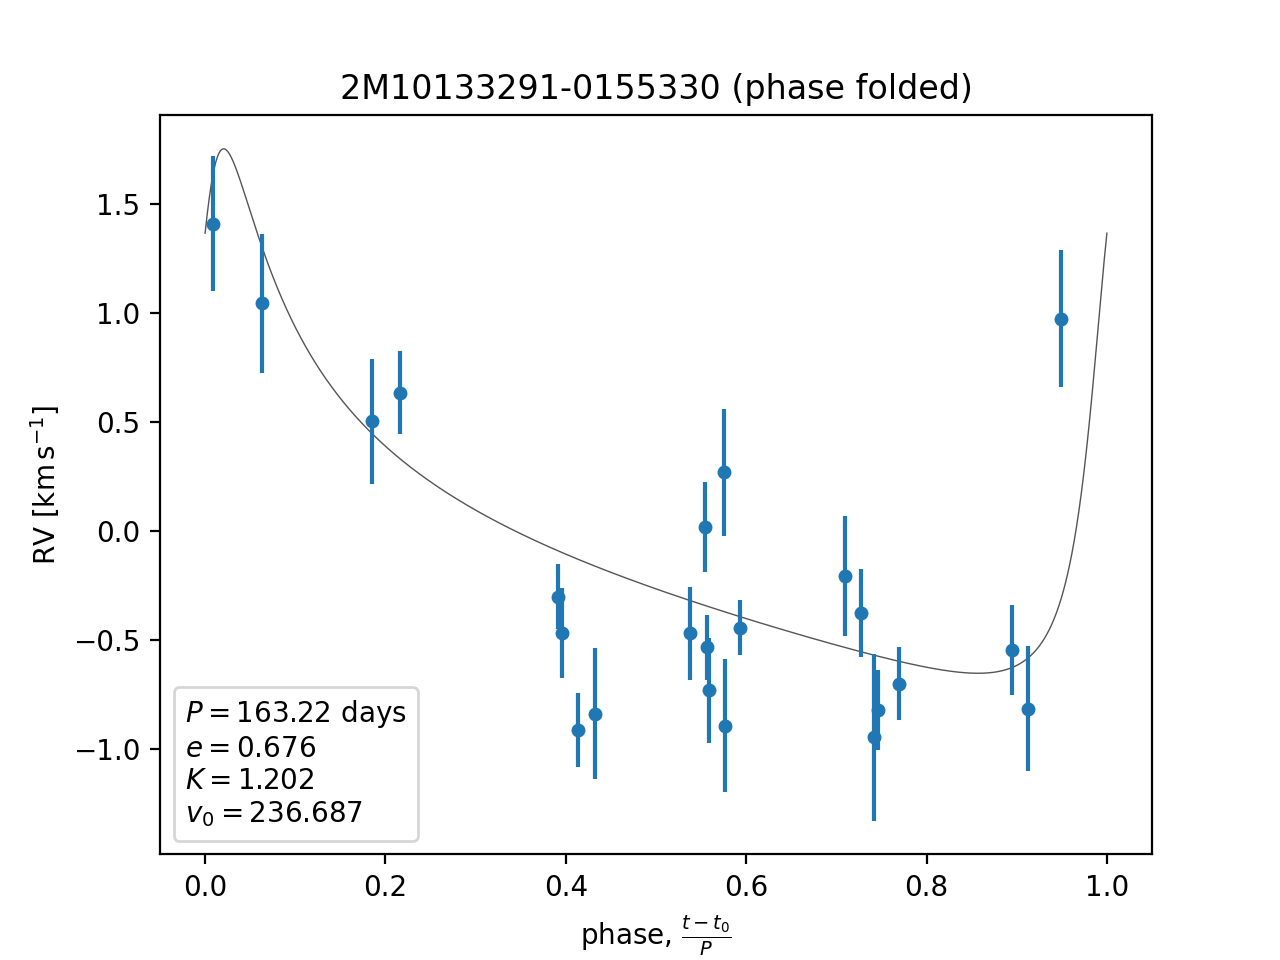 2M10133291-0155330 (phase folded)
RV [km s⁻¹]
1.5
1.0
0.5
0.0
−0.5
−1.0
P = 163.22 days
e = 0.676
K = 1.202
v₀ = 236.687
0.0 0.2 0.4 0.6 0.8 1.0
phase, (t − t₀)/P